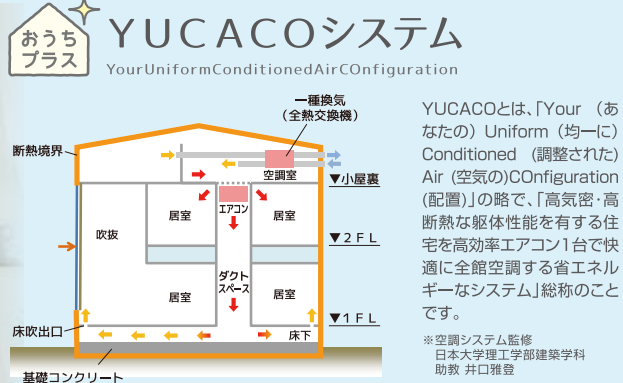 おうち
プラス
YUCACOシステム
YourUniformConditionedAirCOnfiguration
一種換気
（全熱交換機）
断熱境界
空調室
▼小屋裏
エアコン
居室
居室
吹抜
▼2FL
ダクト
スペース
居室
居室
▼1FL
床吹出口
床下
基礎コンクリート
YUCACOとは、「Your （あ
なたの） Uniform （均一に）
Conditioned (調整された)
Air (空気の)COnfiguration
(配置)」の略で、「高気密・高
断熱な躯体性能を有する住
宅を高効率エアコン1台で快
適に全館空調する省エネル
ギーなシステム」総称のこと
です。
※空調システム監修
日本大学理工学部建築学科
助教 井口雅登